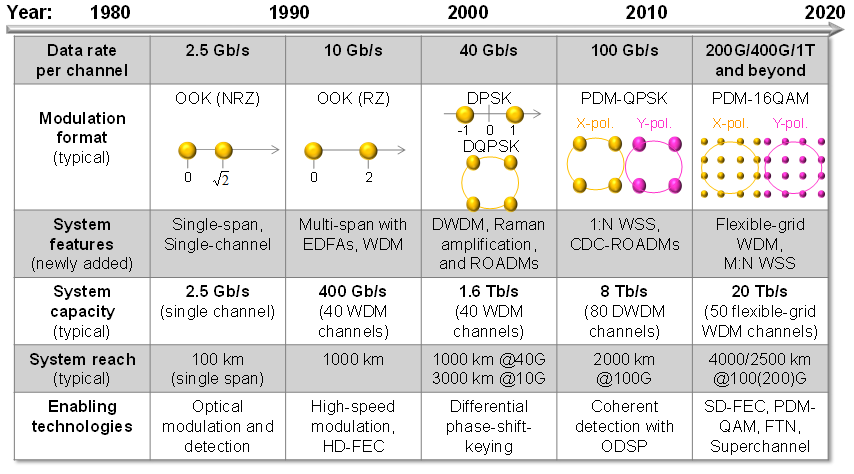 Year: 1980 1990 2000 2010 2020
Data rate per channel
2.5 Gb/s
10 Gb/s
40 Gb/s
100 Gb/s
200G/400G/1T
and beyond
Modulation
format
(typical)
OOK (NRZ)
0 √2
OOK (RZ)
0 2
DPSK
-1 0 1
DQPSK
PDM-QPSK
X-pol. Y-pol.
PDM-16QAM
X-pol. Y-pol.
System
features
(newly added)
Single-span,
Single-channel
Multi-span with
EDFAs, WDM
DWDM, Raman
amplification,
and ROADMs
1:N WSS,
CDC-ROADMs
Flexible-grid
WDM,
M:N WSS
System
capacity
(typical)
2.5 Gb/s
(single channel)
400 Gb/s
(40 WDM
channels)
1.6 Tb/s
(40 WDM
channels)
8 Tb/s
(80 DWDM
channels)
20 Tb/s
(50 flexible-grid
WDM channels)
System reach
(typical)
100 km
(single span)
1000 km
1000 km @40G
3000 km @10G
2000 km
@100G
4000/2500 km
@100(200)G
Enabling
technologies
Optical
modulation and
detection
High-speed
modulation,
HD-FEC
Differential
phase-shift-
keying
Coherent
detection with
ODSP
SD-FEC, PDM-
QAM, FTN,
Superchannel